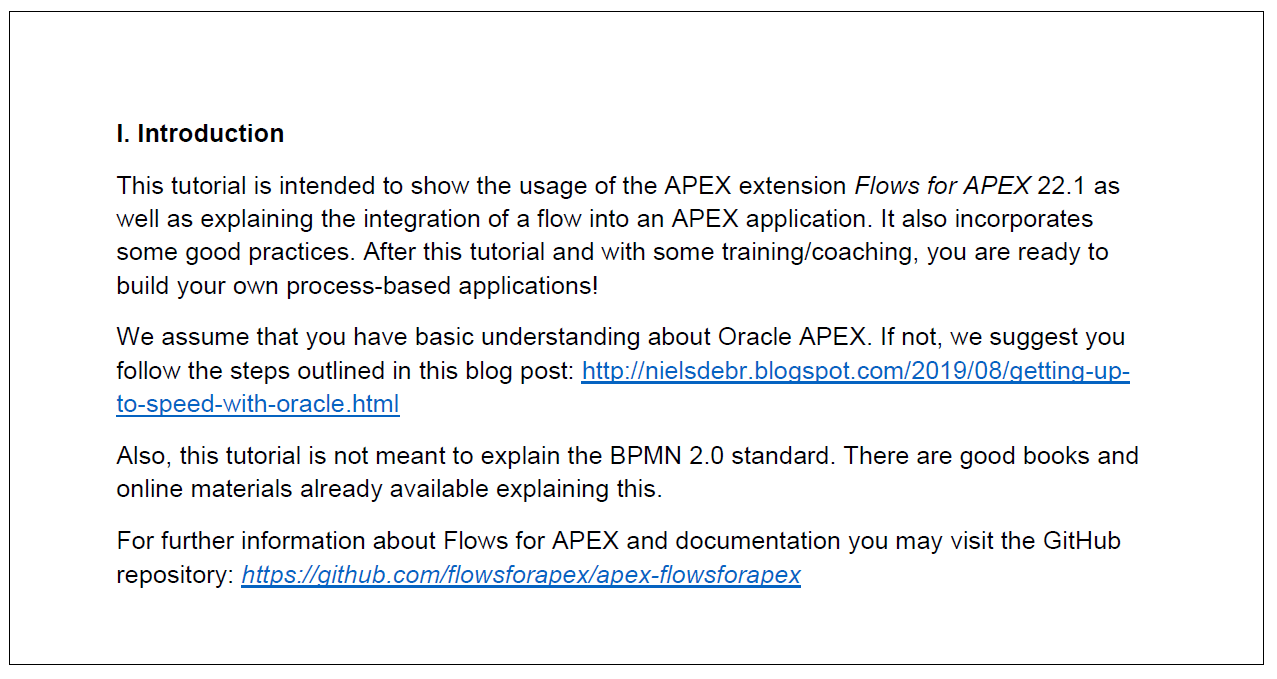 I. Introduction
This tutorial is intended to show the usage of the APEX extension Flows for APEX 22.1 as
well as explaining the integration of a flow into an APEX application. It also incorporates
some good practices. After this tutorial and with some training/coaching, you are ready to
build your own process-based applications!
We assume that you have basic understanding about Oracle APEX. If not, we suggest you
follow the steps outlined in this blog post: http://nielsdebr.blogspot.com/2019/08/getting-up-
to-speed-with-oracle.html
Also, this tutorial is not meant to explain the BPMN 2.0 standard. There are good books and
online materials already available explaining this.
For further information about Flows for APEX and documentation you may visit the GitHub
repository: https://github.com/flowsforapex/apex-flowsforapex